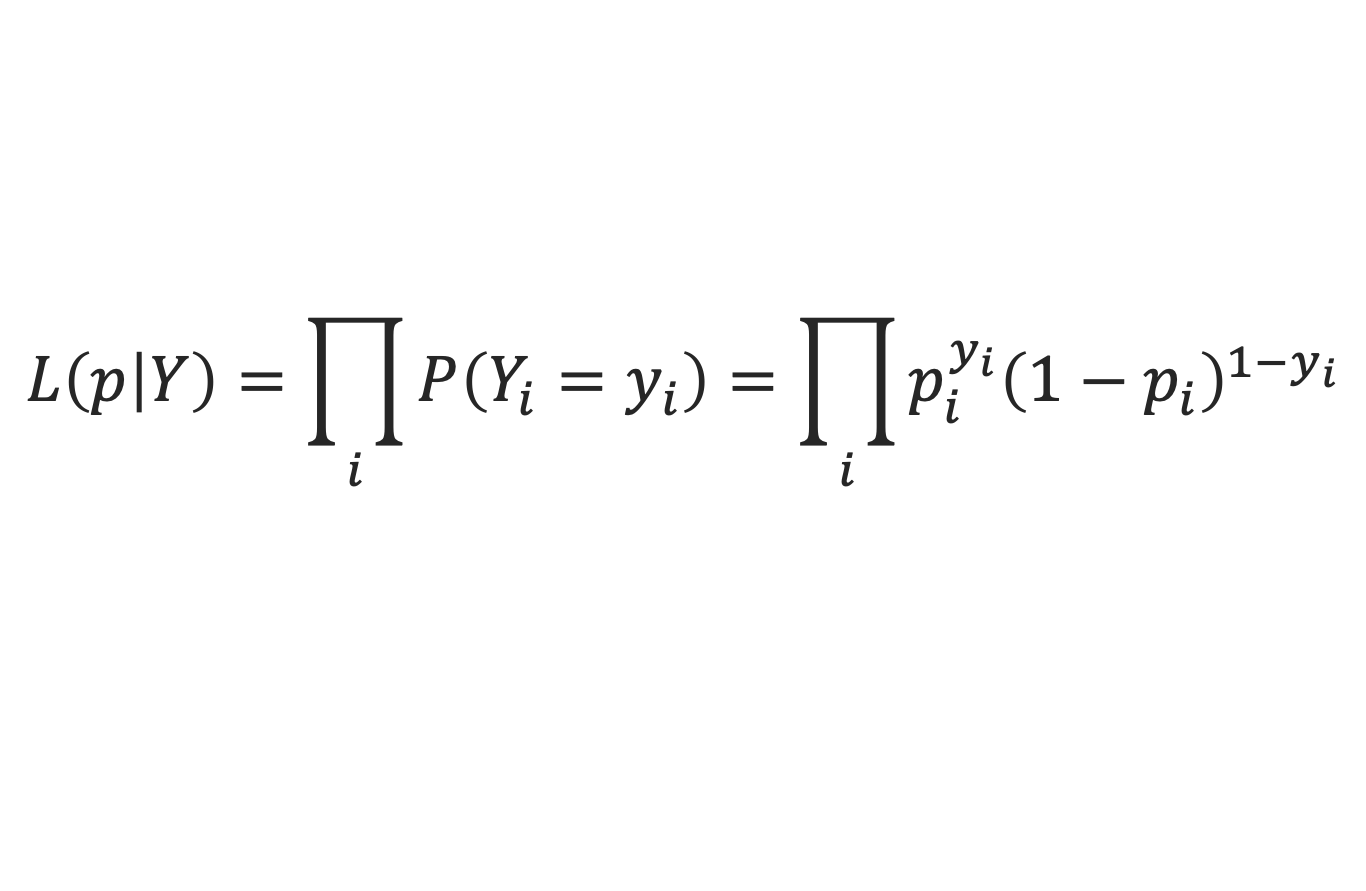 L(p|Y) = ∏_i P(Y_i = y_i) = ∏_i p_i^{y_i} (1 − p_i)^{1−y_i}